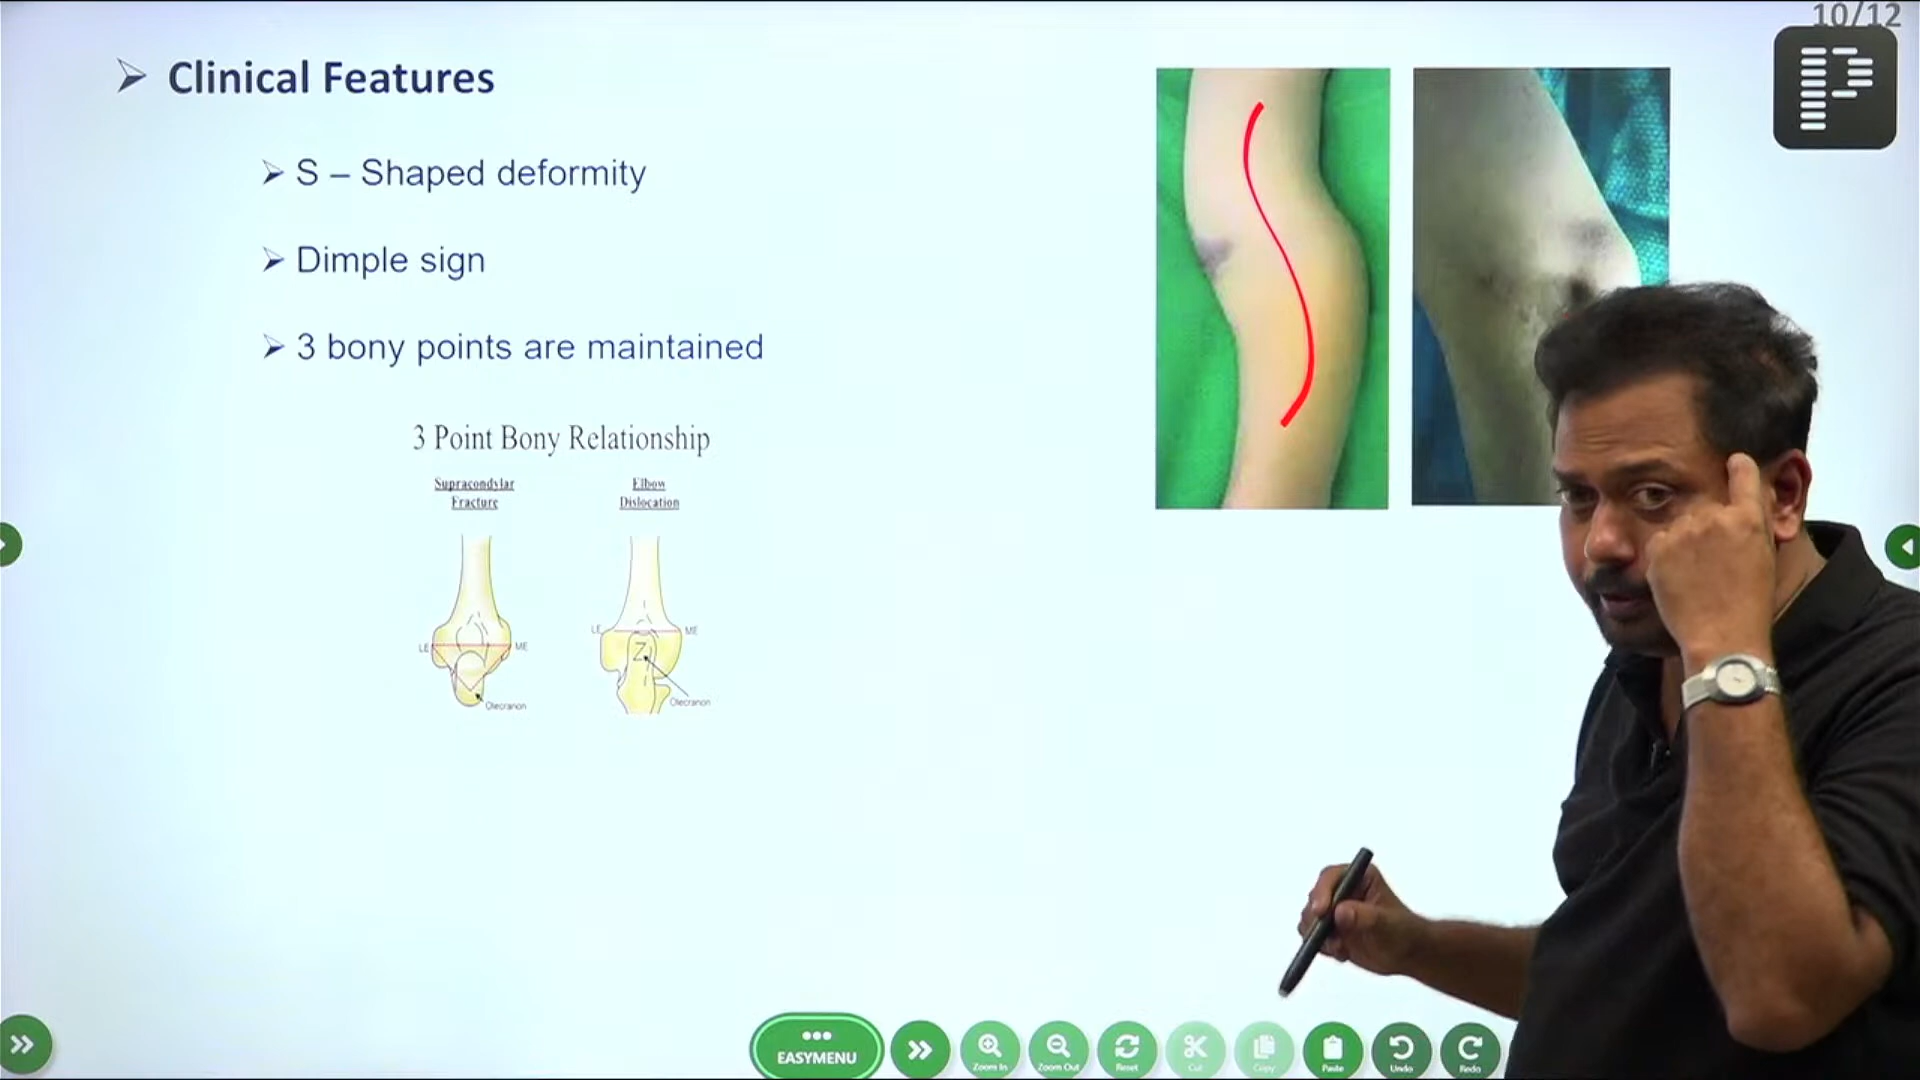 10/12
Clinical Features
S – Shaped deformity
Dimple sign
3 bony points are maintained
3 Point Bony Relationship
Supracondylar
Fracture
Elbow
Dislocation
LE
ME
Olecranon
LE
ME
Z
Olecranon
EASYMENU
Zoom In
Zoom Out
Reset
Cut
Copy
Paste
Undo
Redo